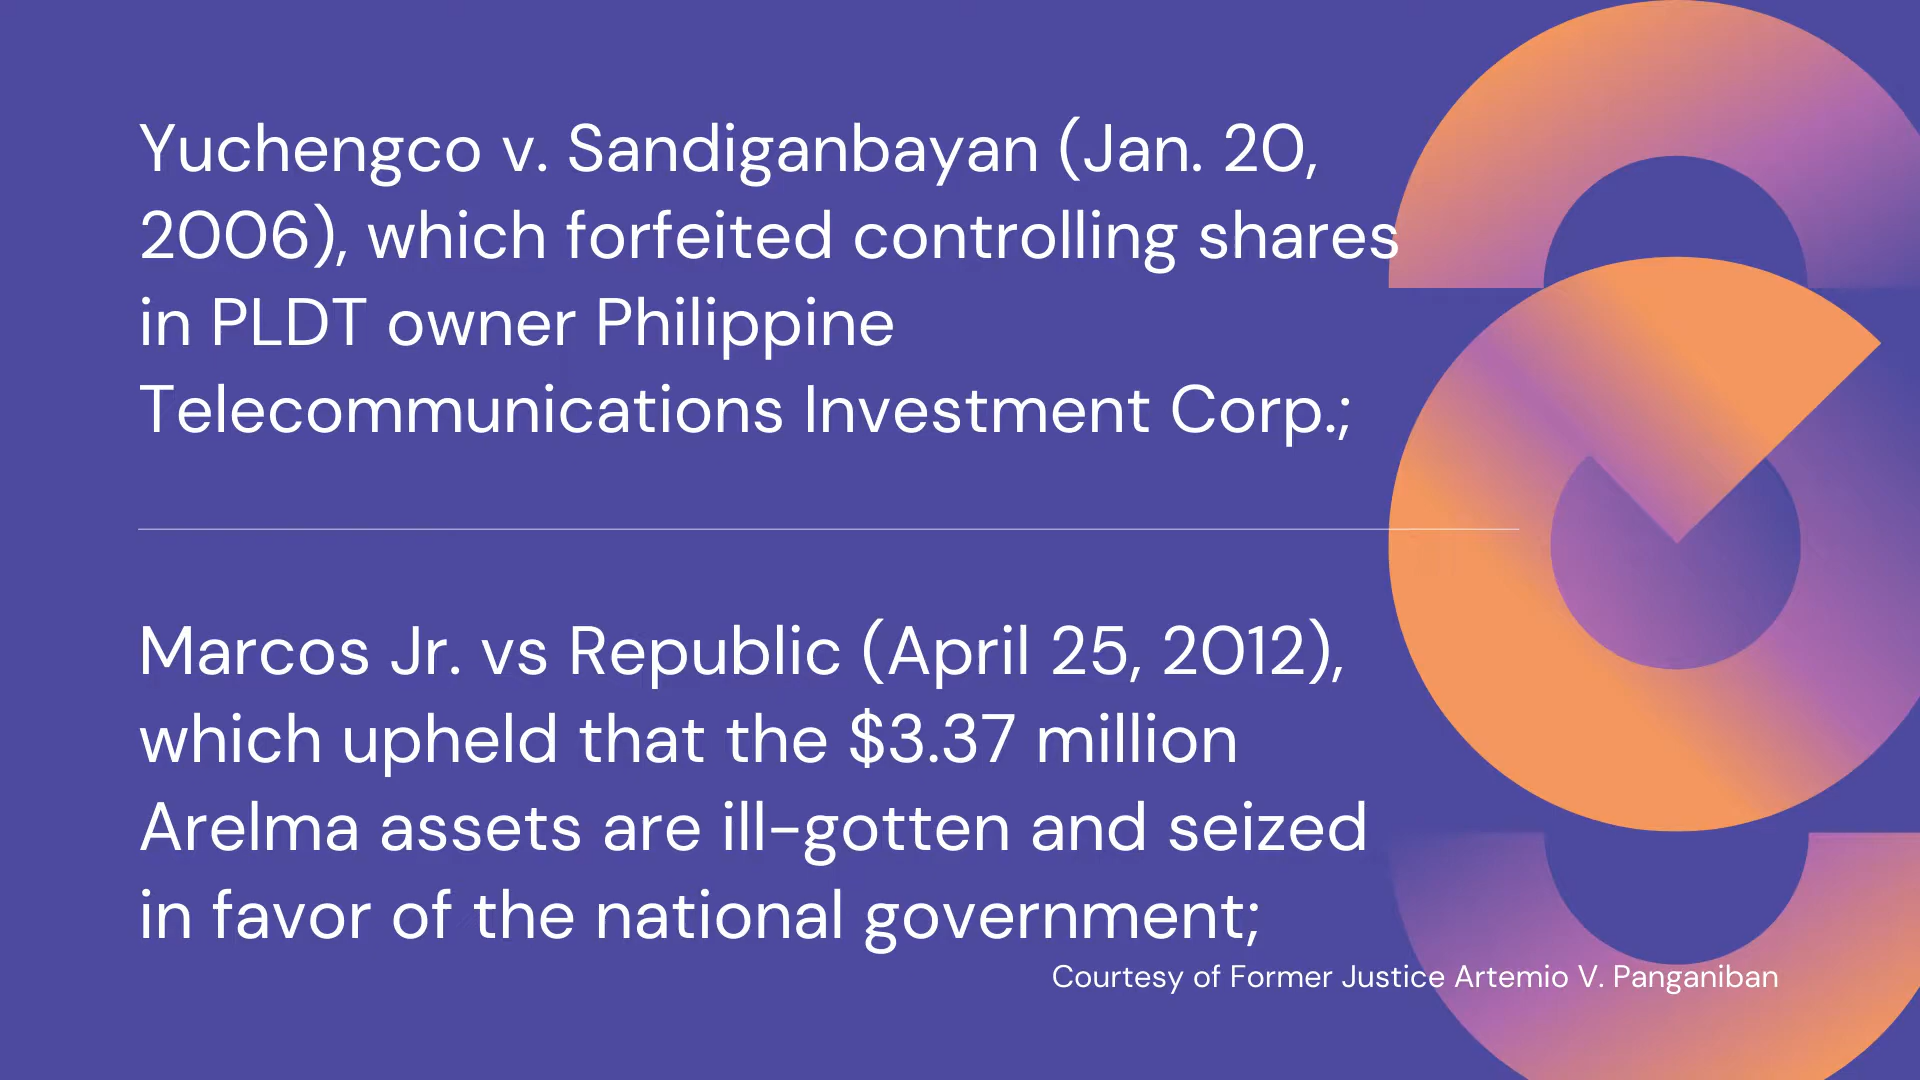 Yuchengco v. Sandiganbayan (Jan. 20,
2006), which forfeited controlling shares
in PLDT owner Philippine
Telecommunications Investment Corp.;
Marcos Jr. vs Republic (April 25, 2012),
which upheld that the $3.37 million
Arelma assets are ill-gotten and seized
in favor of the national government;
Courtesy of Former Justice Artemio V. Panganiban